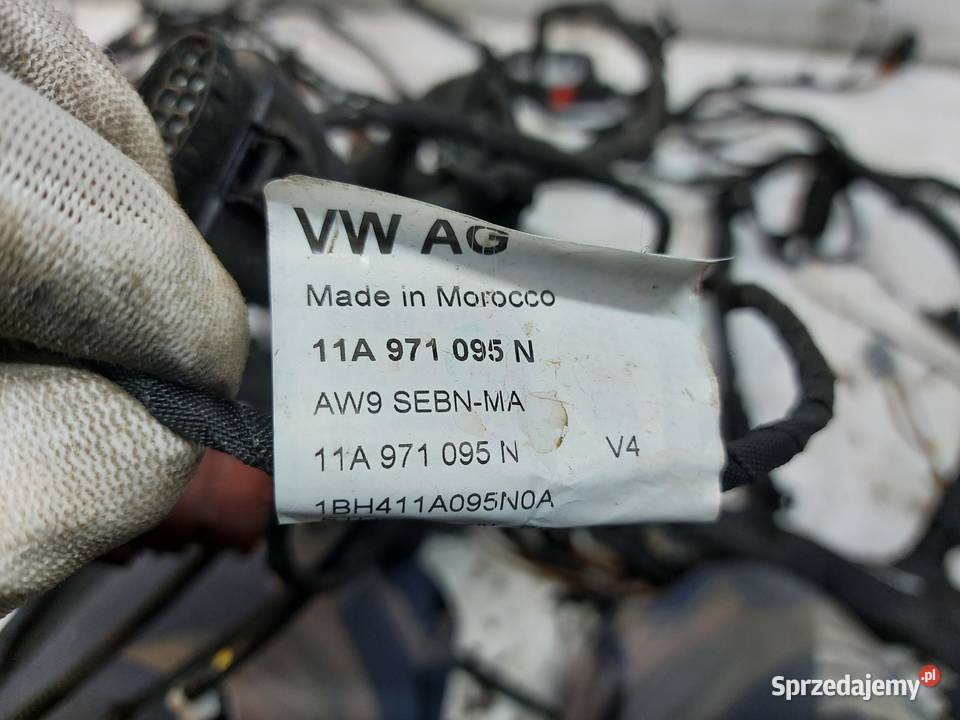 VW AG
Made in Morocco
11A 971 095 N
AW9 SEBN-MA
11A 971 095 N V4
1BH411A095N0A
Sprzedajemy.pl